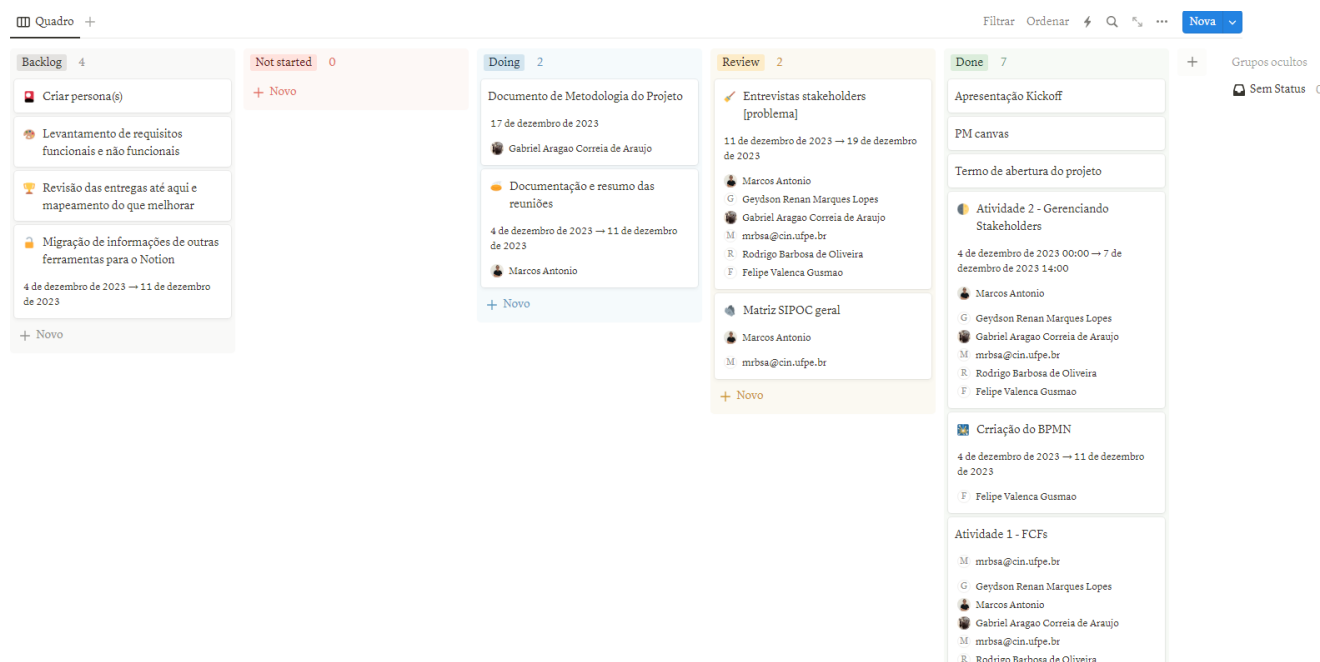 Quadro
Filtrar Ordenar
Nova
Backlog 4
Criar persona(s)
Levantamento de requisitos
funcionais e não funcionais
Revisão das entregas até aqui e
mapeamento do que melhorar
Migração de informações de outras
ferramentas para o Notion
4 de dezembro de 2023 → 11 de dezembro
de 2023
+ Novo
Not started 0
+ Novo
Doing 2
Documento de Metodologia do Projeto
17 de dezembro de 2023
Gabriel Aragao Correia de Araujo
Documentação e resumo das
reuniões
4 de dezembro de 2023 → 11 de dezembro
de 2023
Marcos Antonio
+ Novo
Review 2
Entrevistas stakeholders
[problema]
11 de dezembro de 2023 → 19 de dezembro
de 2023
Marcos Antonio
G Geydson Renan Marques Lopes
Gabriel Aragao Correia de Araujo
M mrbsa@cin.ufpe.br
R Rodrigo Barbosa de Oliveira
F Felipe Valenca Gusmao
Matriz SIPOC geral
Marcos Antonio
M mrbsa@cin.ufpe.br
+ Novo
Done 7
Apresentação Kickoff
PM canvas
Termo de abertura do projeto
Atividade 2 - Gerenciando
Stakeholders
4 de dezembro de 2023 00:00 → 7 de
dezembro de 2023 14:00
Marcos Antonio
G Geydson Renan Marques Lopes
Gabriel Aragao Correia de Araujo
M mrbsa@cin.ufpe.br
R Rodrigo Barbosa de Oliveira
F Felipe Valenca Gusmao
Crriação do BPMN
4 de dezembro de 2023 → 11 de dezembro
de 2023
F Felipe Valenca Gusmao
Atividade 1 - FCFs
M mrbsa@cin.ufpe.br
G Geydson Renan Marques Lopes
Marcos Antonio
Gabriel Aragao Correia de Araujo
M mrbsa@cin.ufpe.br
R Rodrigo Barbosa de Oliveira
Grupos ocultos
Sem Status